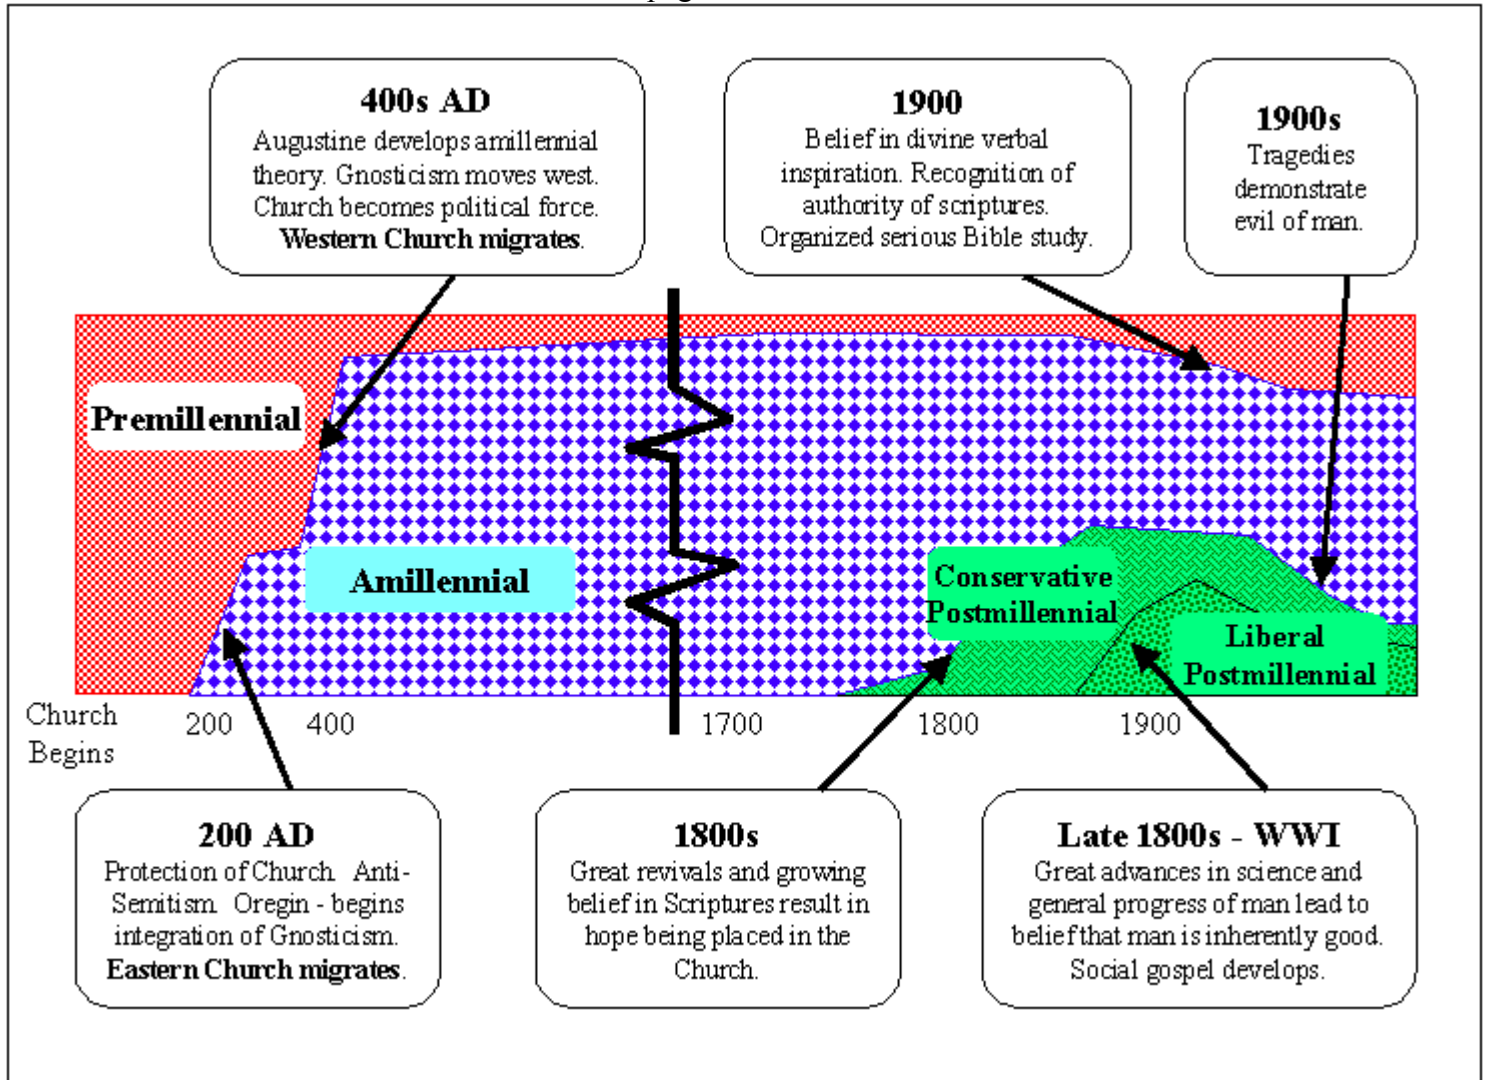 400s AD
Augustine develops amillennial
theory. Gnosticism moves west.
Church becomes political force.
Western Church migrates.
1900
Belief in divine verbal
inspiration. Recognition of
authority of scriptures.
Organized serious Bible study.
1900s
Tragedies
demonstrate
evil of man.
Premillennial
Amillennial
Conservative
Postmillennial
Liberal
Postmillennial
Church
Begins
200
400
1700
1800
1900
200 AD
Protection of Church. Anti-
Semitism. Oregin - begins
integration of Gnosticism.
Eastern Church migrates.
1800s
Great revivals and growing
belief in Scriptures result in
hope being placed in the
Church.
Late 1800s - WWI
Great advances in science and
general progress of man lead to
belief that man is inherently good.
Social gospel develops.